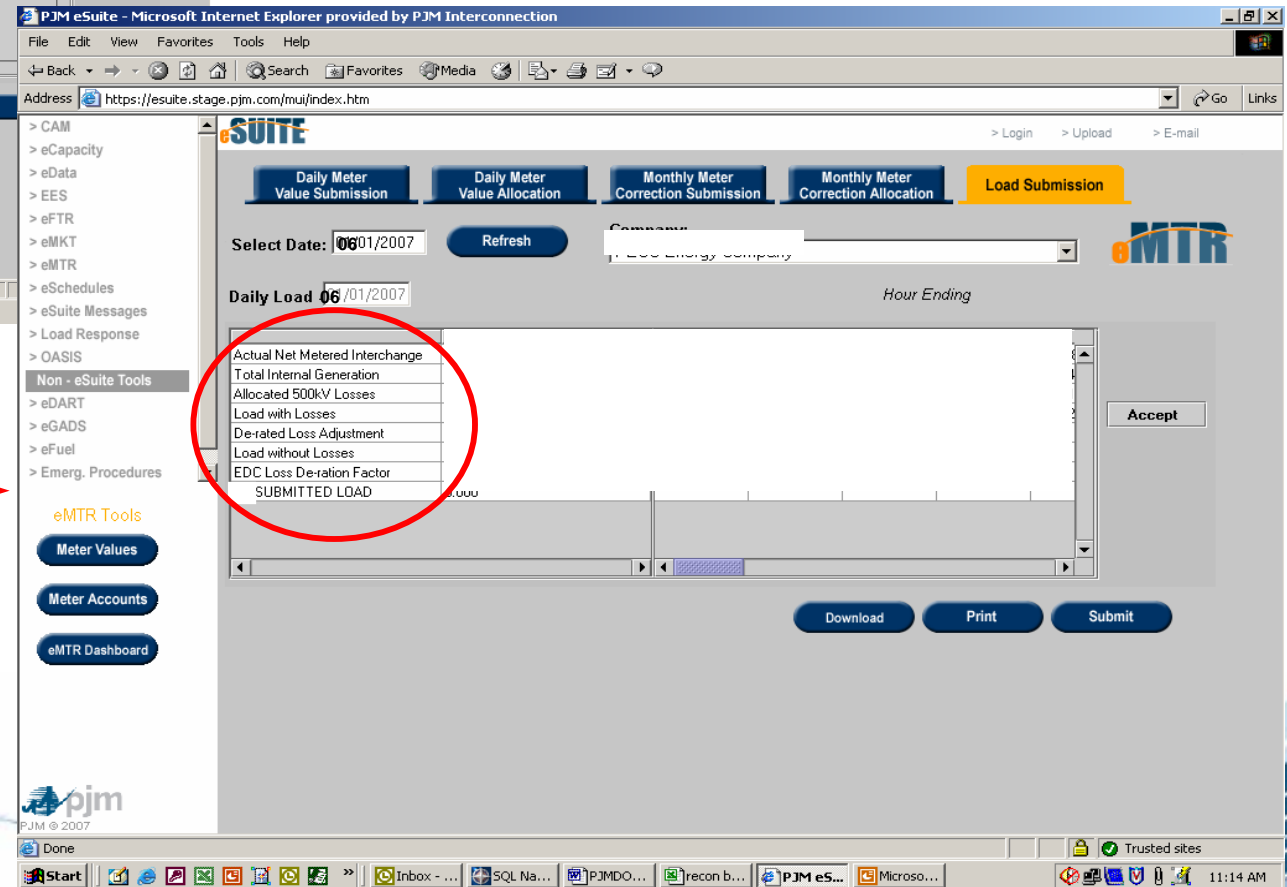 PJM eSuite - Microsoft Internet Explorer provided by PJM Interconnection
File Edit View Favorites Tools Help
Back Search Favorites Media
Address https://esuite.stage.pjm.com/mui/index.htm Go Links
> CAM
> eCapacity
> eData
> EES
> eFTR
> eMKT
> eMTR
> eSchedules
> eSuite Messages
> Load Response
> OASIS
Non - eSuite Tools
> eDART
> eGADS
> eFuel
> Emerg. Procedures
eMTR Tools
Meter Values
Meter Accounts
eMTR Dashboard
pjm
PJM © 2007
eSUITE
> Login > Upload > E-mail
Daily Meter Value Submission
Daily Meter Value Allocation
Monthly Meter Correction Submission
Monthly Meter Correction Allocation
Load Submission
Select Date: 06/01/2007 Refresh Company:
eMTR
Daily Load 06/01/2007 Hour Ending
Actual Net Metered Interchange
Total Internal Generation
Allocated 500kV Losses
Load with Losses
De-rated Loss Adjustment
Load without Losses
EDC Loss De-ration Factor
SUBMITTED LOAD
Accept
Download Print Submit
Done Trusted sites
Start Inbox - ... SQL Na... PJMDO... recon b... PJM eS... Microso... 11:14 AM